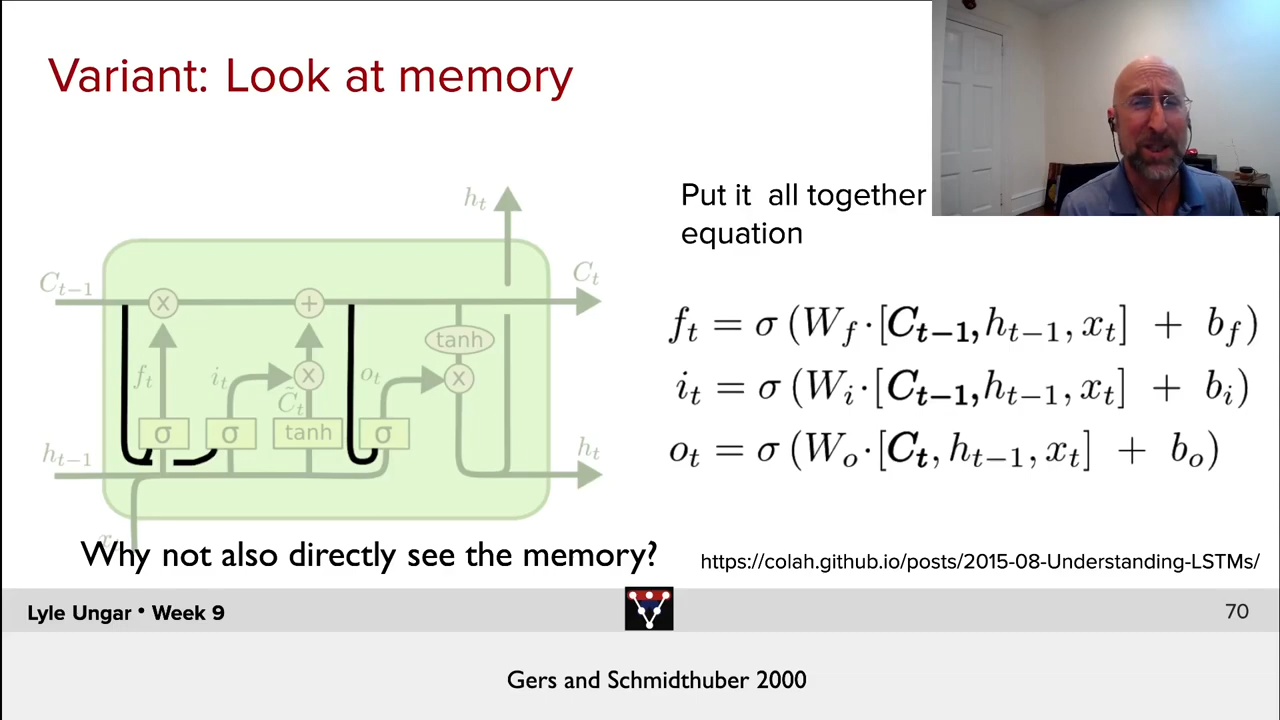 Variant: Look at memory
Put it all together
equation
h_t
C_{t-1}
C_t
tanh
f_t
i_t
o_t
C̃_t
σ σ tanh σ
h_{t-1}
h_t
x
f_t = σ (W_f · [C_{t−1}, h_{t−1}, x_t] + b_f)
i_t = σ (W_i · [C_{t−1}, h_{t−1}, x_t] + b_i)
o_t = σ (W_o · [C_t, h_{t−1}, x_t] + b_o)
Why not also directly see the memory?
https://colah.github.io/posts/2015-08-Understanding-LSTMs/
Lyle Ungar • Week 9
70
Gers and Schmidthuber 2000